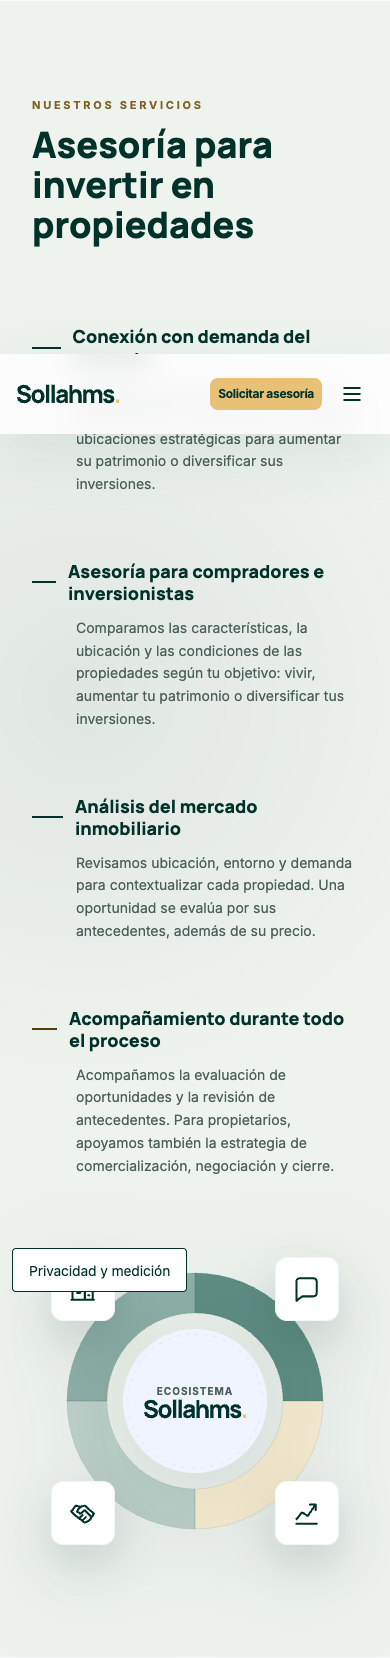 NUESTROS SERVICIOS
Asesoría para
invertir en
propiedades
Conexión con demanda del
Sollahms.
Solicitar asesoría
ubicaciones estratégicas para aumentar
su patrimonio o diversificar sus
inversiones.
Asesoría para compradores e
inversionistas
Comparamos las características, la
ubicación y las condiciones de las
propiedades según tu objetivo: vivir,
aumentar tu patrimonio o diversificar tus
inversiones.
Análisis del mercado
inmobiliario
Revisamos ubicación, entorno y demanda
para contextualizar cada propiedad. Una
oportunidad se evalúa por sus
antecedentes, además de su precio.
Acompañamiento durante todo
el proceso
Acompañamos la evaluación de
oportunidades y la revisión de
antecedentes. Para propietarios,
apoyamos también la estrategia de
comercialización, negociación y cierre.
Privacidad y medición
ECOSISTEMA
Sollahms.